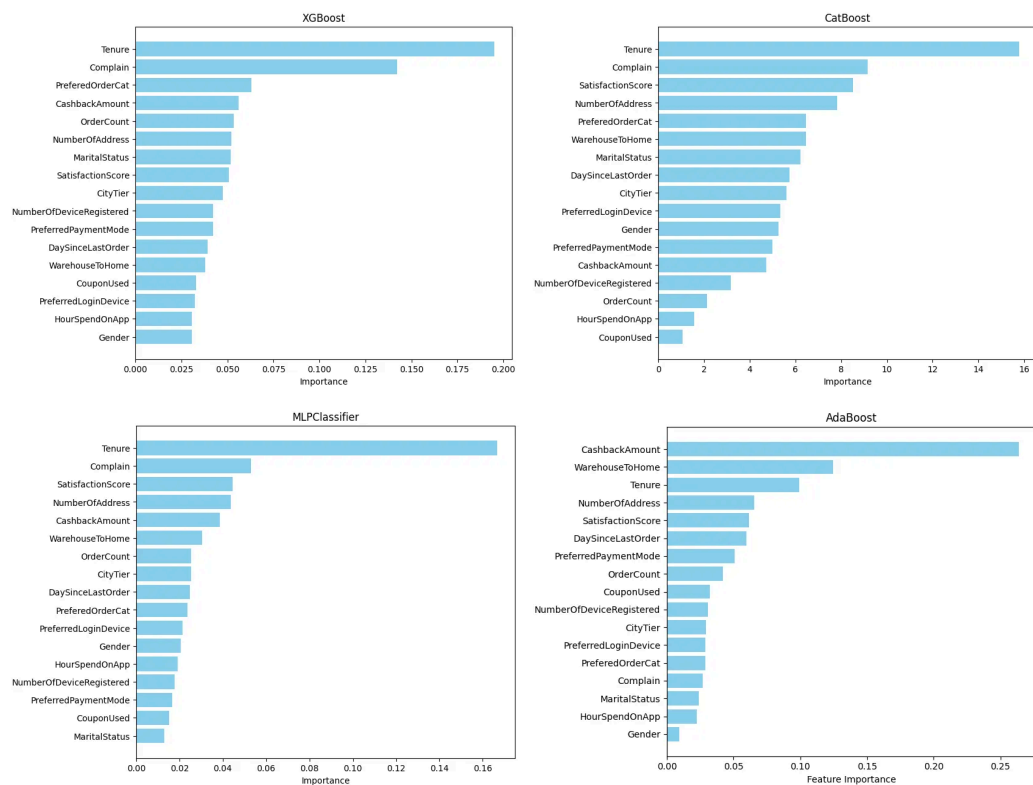 XGBoost
Tenure
Complain
PreferedOrderCat
CashbackAmount
OrderCount
NumberOfAddress
MaritalStatus
SatisfactionScore
CityTier
NumberOfDeviceRegistered
PreferredPaymentMode
DaySinceLastOrder
WarehouseToHome
CouponUsed
PreferredLoginDevice
HourSpendOnApp
Gender
0.000 0.025 0.050 0.075 0.100 0.125 0.150 0.175 0.200
Importance
CatBoost
Tenure
Complain
SatisfactionScore
NumberOfAddress
PreferedOrderCat
WarehouseToHome
MaritalStatus
DaySinceLastOrder
CityTier
PreferredLoginDevice
Gender
PreferredPaymentMode
CashbackAmount
NumberOfDeviceRegistered
OrderCount
HourSpendOnApp
CouponUsed
0 2 4 6 8 10 12 14 16
Importance
MLPClassifier
Tenure
Complain
SatisfactionScore
NumberOfAddress
CashbackAmount
WarehouseToHome
OrderCount
CityTier
DaySinceLastOrder
PreferedOrderCat
PreferredLoginDevice
Gender
HourSpendOnApp
NumberOfDeviceRegistered
PreferredPaymentMode
CouponUsed
MaritalStatus
0.00 0.02 0.04 0.06 0.08 0.10 0.12 0.14 0.16
Importance
AdaBoost
CashbackAmount
WarehouseToHome
Tenure
NumberOfAddress
SatisfactionScore
DaySinceLastOrder
PreferredPaymentMode
OrderCount
CouponUsed
NumberOfDeviceRegistered
CityTier
PreferredLoginDevice
PreferedOrderCat
Complain
MaritalStatus
HourSpendOnApp
Gender
0.00 0.05 0.10 0.15 0.20 0.25
Feature Importance